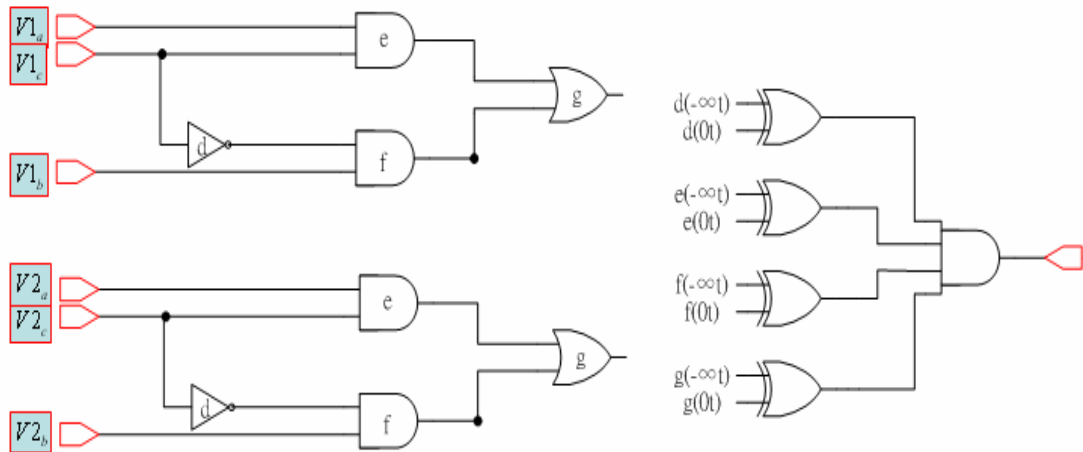 V1a
V1c
V1b
d
e
f
g
V2a
V2c
V2b
d
e
f
g
d(-∞t)
d(0t)
e(-∞t)
e(0t)
f(-∞t)
f(0t)
g(-∞t)
g(0t)